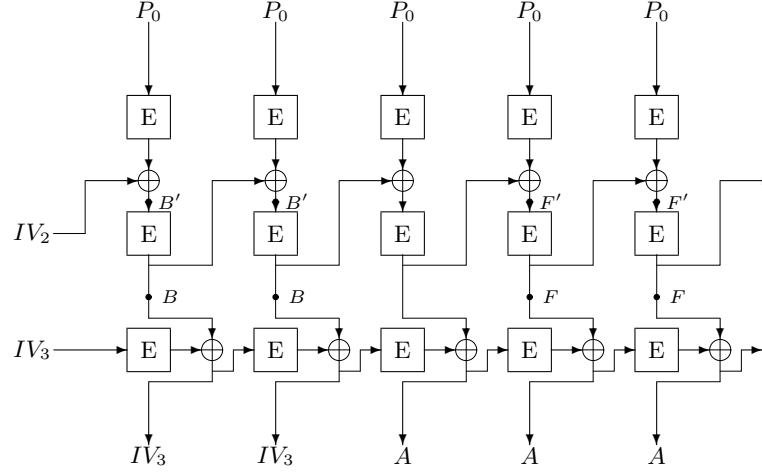 P₀ P₀ P₀ P₀ P₀
E E E E E
B′ B′ F′ F′
IV₂ E E E E E
B B F F
IV₃ E E E E E
IV₃ IV₃ A A A